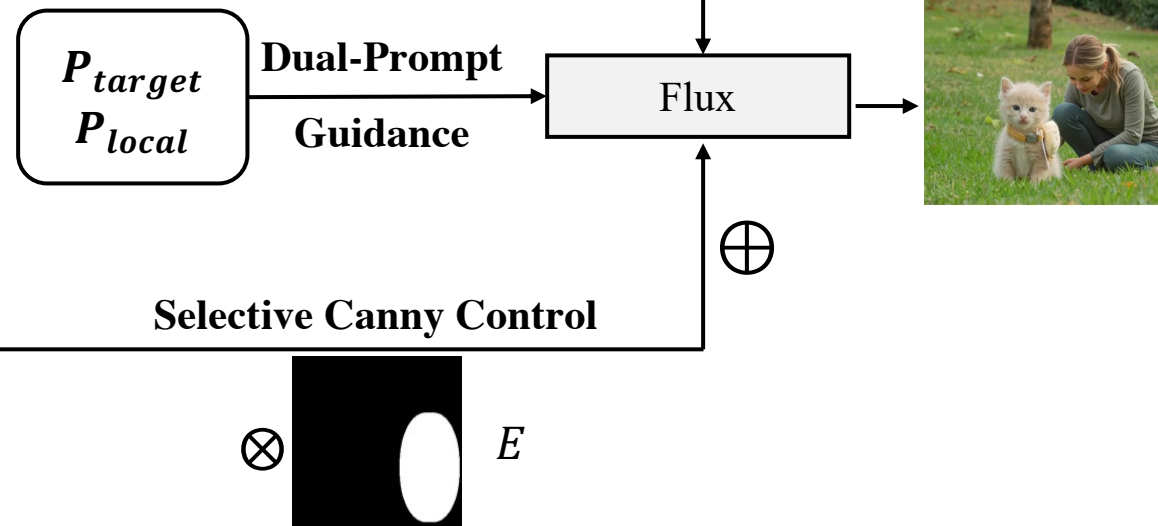 P_target
P_local
Dual-Prompt
Guidance
Flux
Selective Canny Control
E